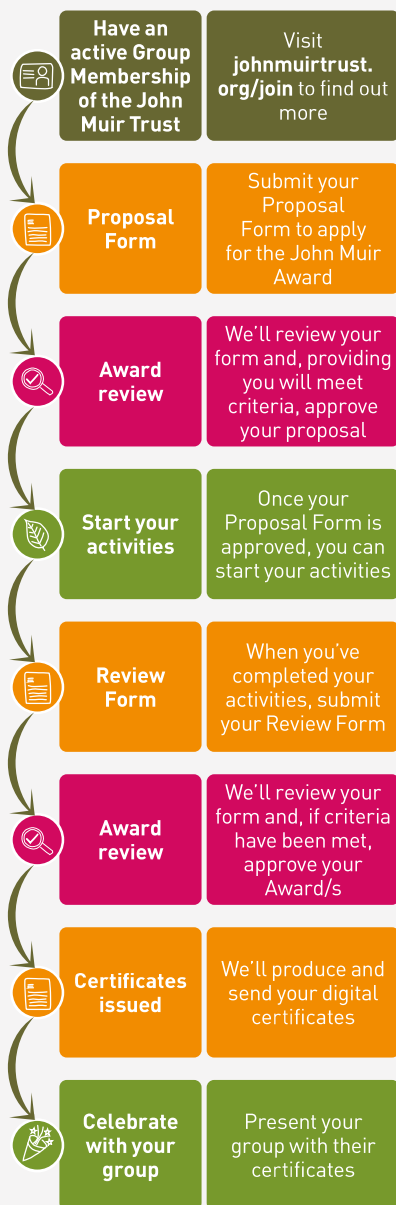 Have an
active Group
Membership
of the John
Muir Trust
Visit
johnmuirtrust.
org/join to find out
more
Proposal
Form
Submit your
Proposal
Form to apply
for the John Muir
Award
Award
review
We'll review your
form and, providing
you will meet
criteria, approve
your proposal
Start your
activities
Once your
Proposal Form is
approved, you can
start your activities
Review
Form
When you've
completed your
activities, submit
your Review Form
Award
review
We'll review your
form and, if criteria
have been met,
approve your
Award/s
Certificates
issued
We'll produce and
send your digital
certificates
Celebrate
with your
group
Present your
group with their
certificates